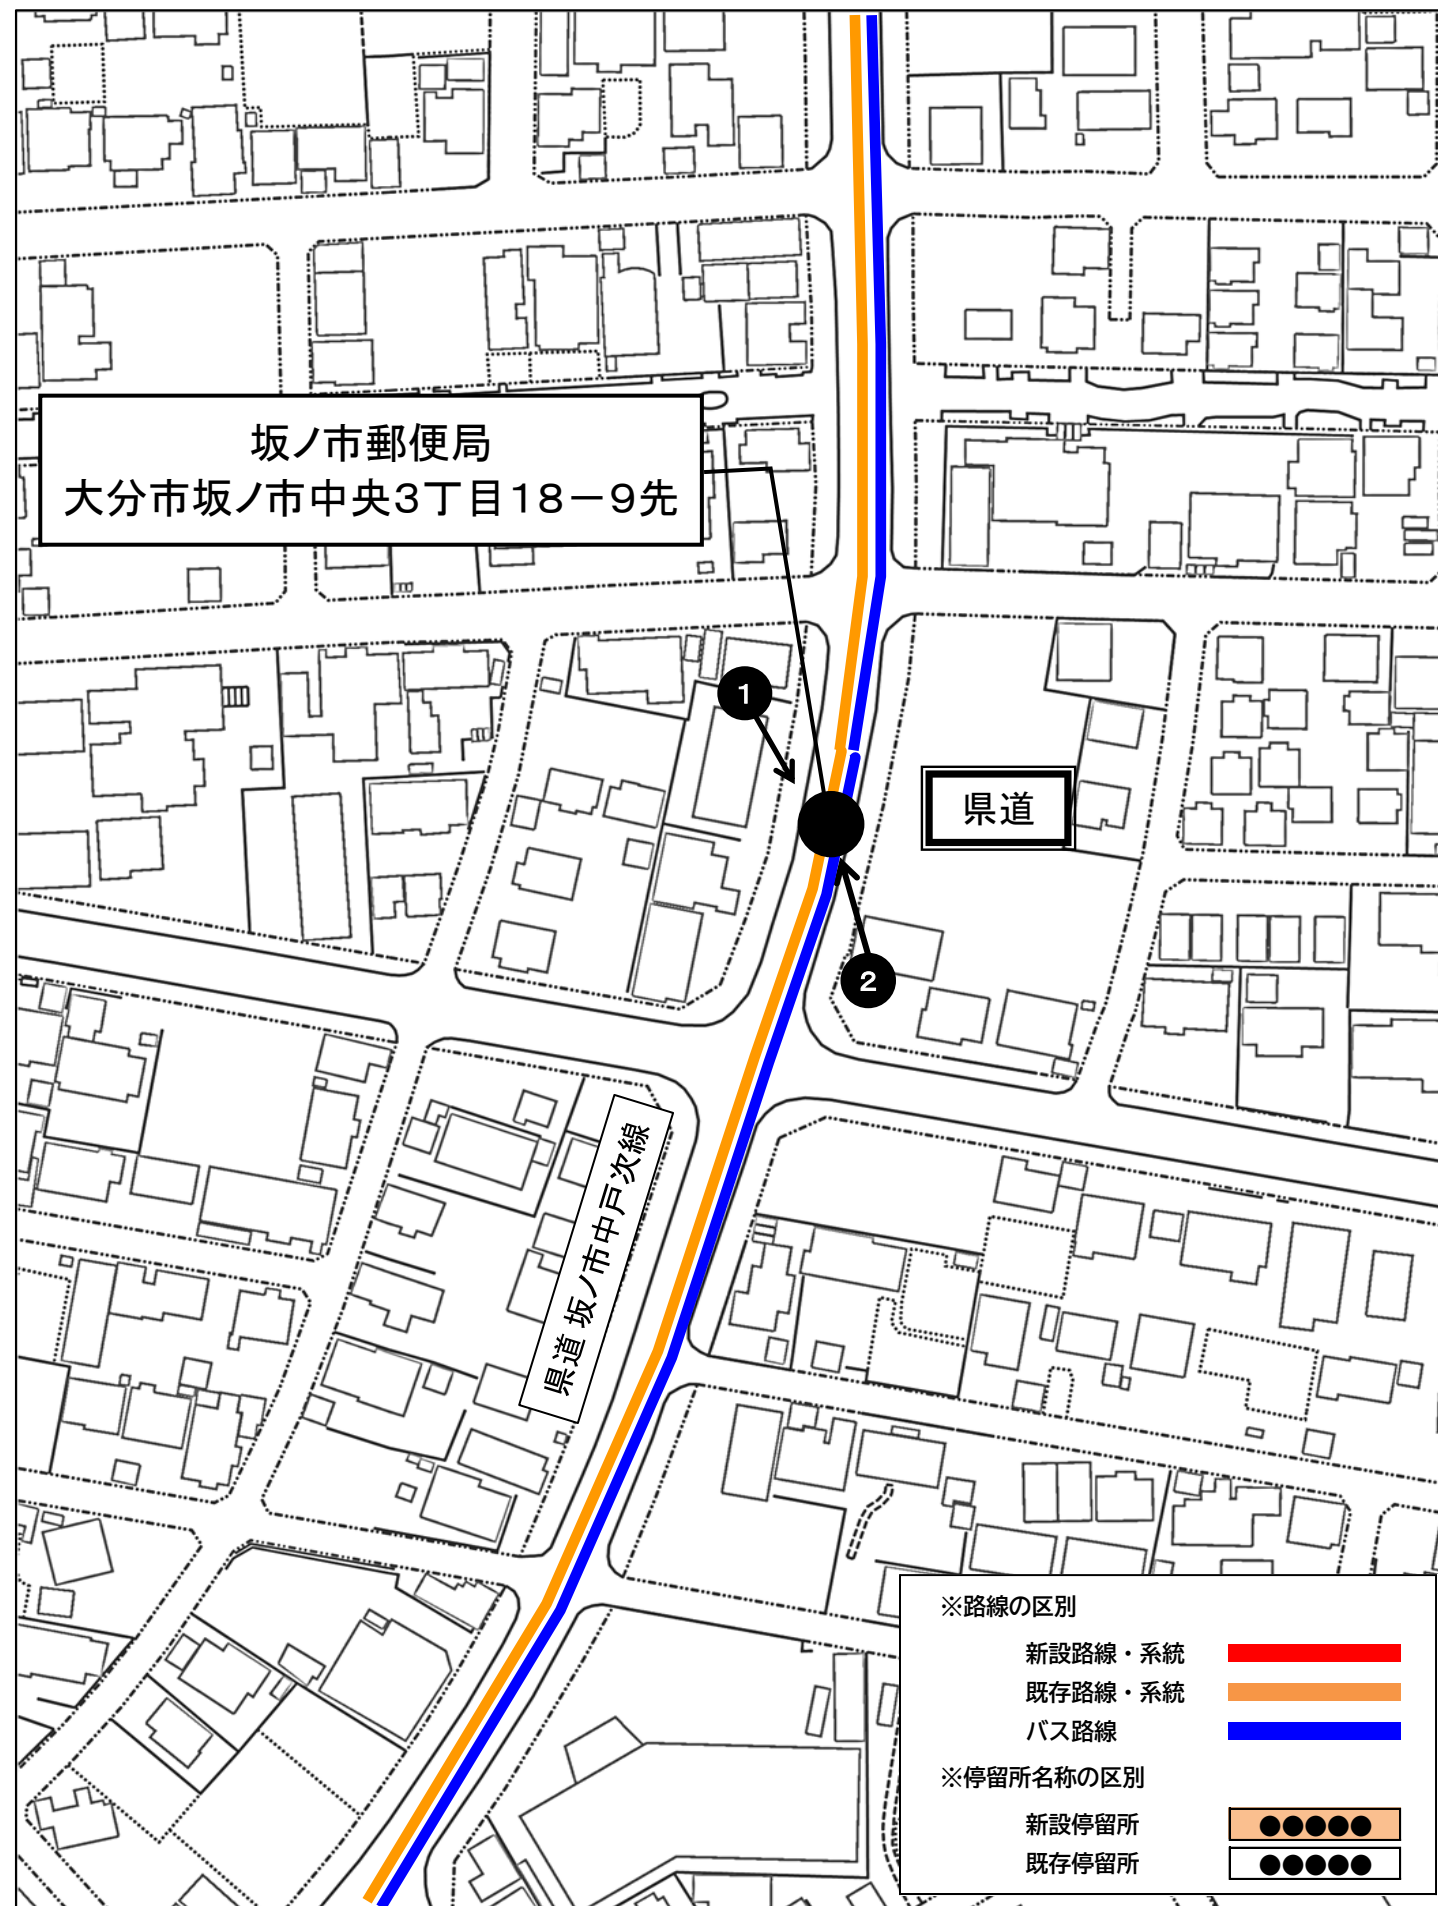 坂ノ市郵便局
大分市坂ノ市中央3丁目18－9先
1
県道
2
県道 坂ノ市中戸次線
※路線の区別
新設路線・系統
既存路線・系統
バス路線
※停留所名称の区別
新設停留所 ●●●●●
既存停留所 ●●●●●